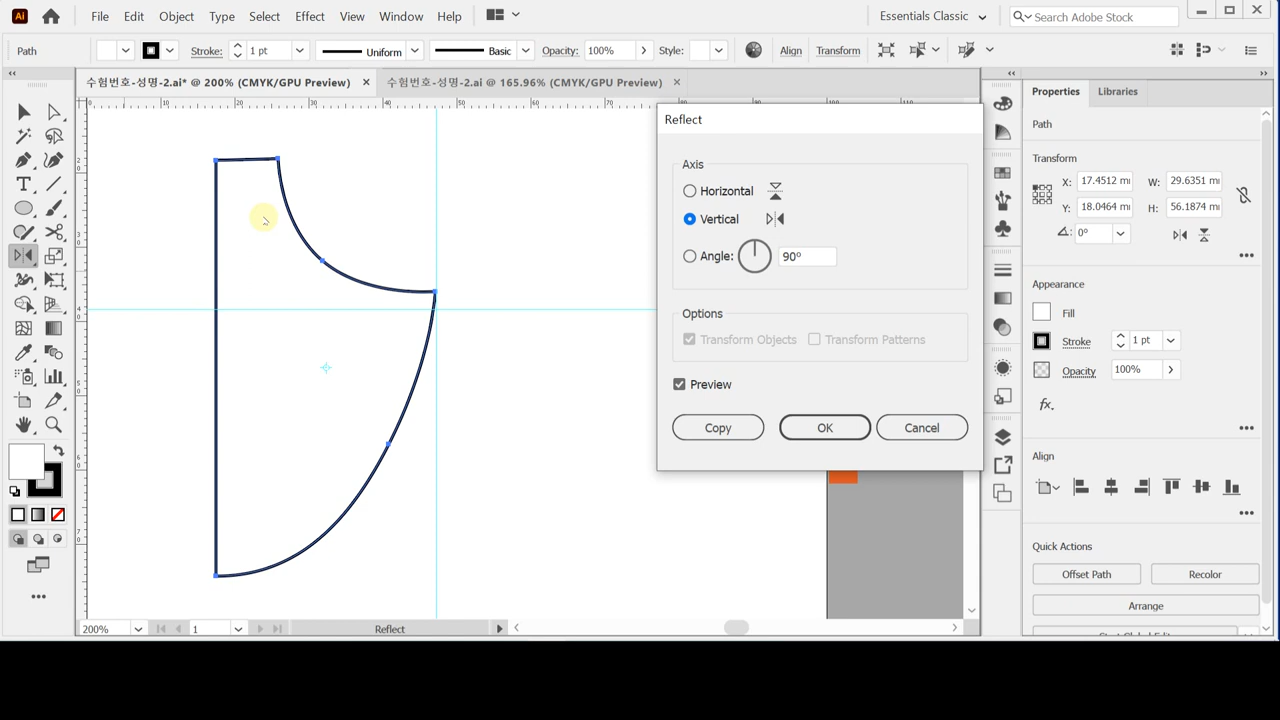 Ai File Edit Object Type Select Effect View Window Help Essentials Classic Search Adobe Stock
Path Stroke: 1 pt Uniform Basic Opacity: 100% Style: Align Transform
수험번호-성명-2.ai* @ 200% (CMYK/GPU Preview) 수험번호-성명-2.ai @ 165.96% (CMYK/GPU Preview)
Properties Libraries
Path
Transform
X: 17.4512 m W: 29.6351 m
Y: 18.0464 m H: 56.1874 m
0°
Appearance
Fill
Stroke 1 pt
Opacity 100%
fx
Align
Quick Actions
Offset Path Recolor
Arrange
Reflect
Axis
Horizontal
Vertical
Angle: 90°
Options
Transform Objects Transform Patterns
Preview
Copy OK Cancel
200% 1 Reflect